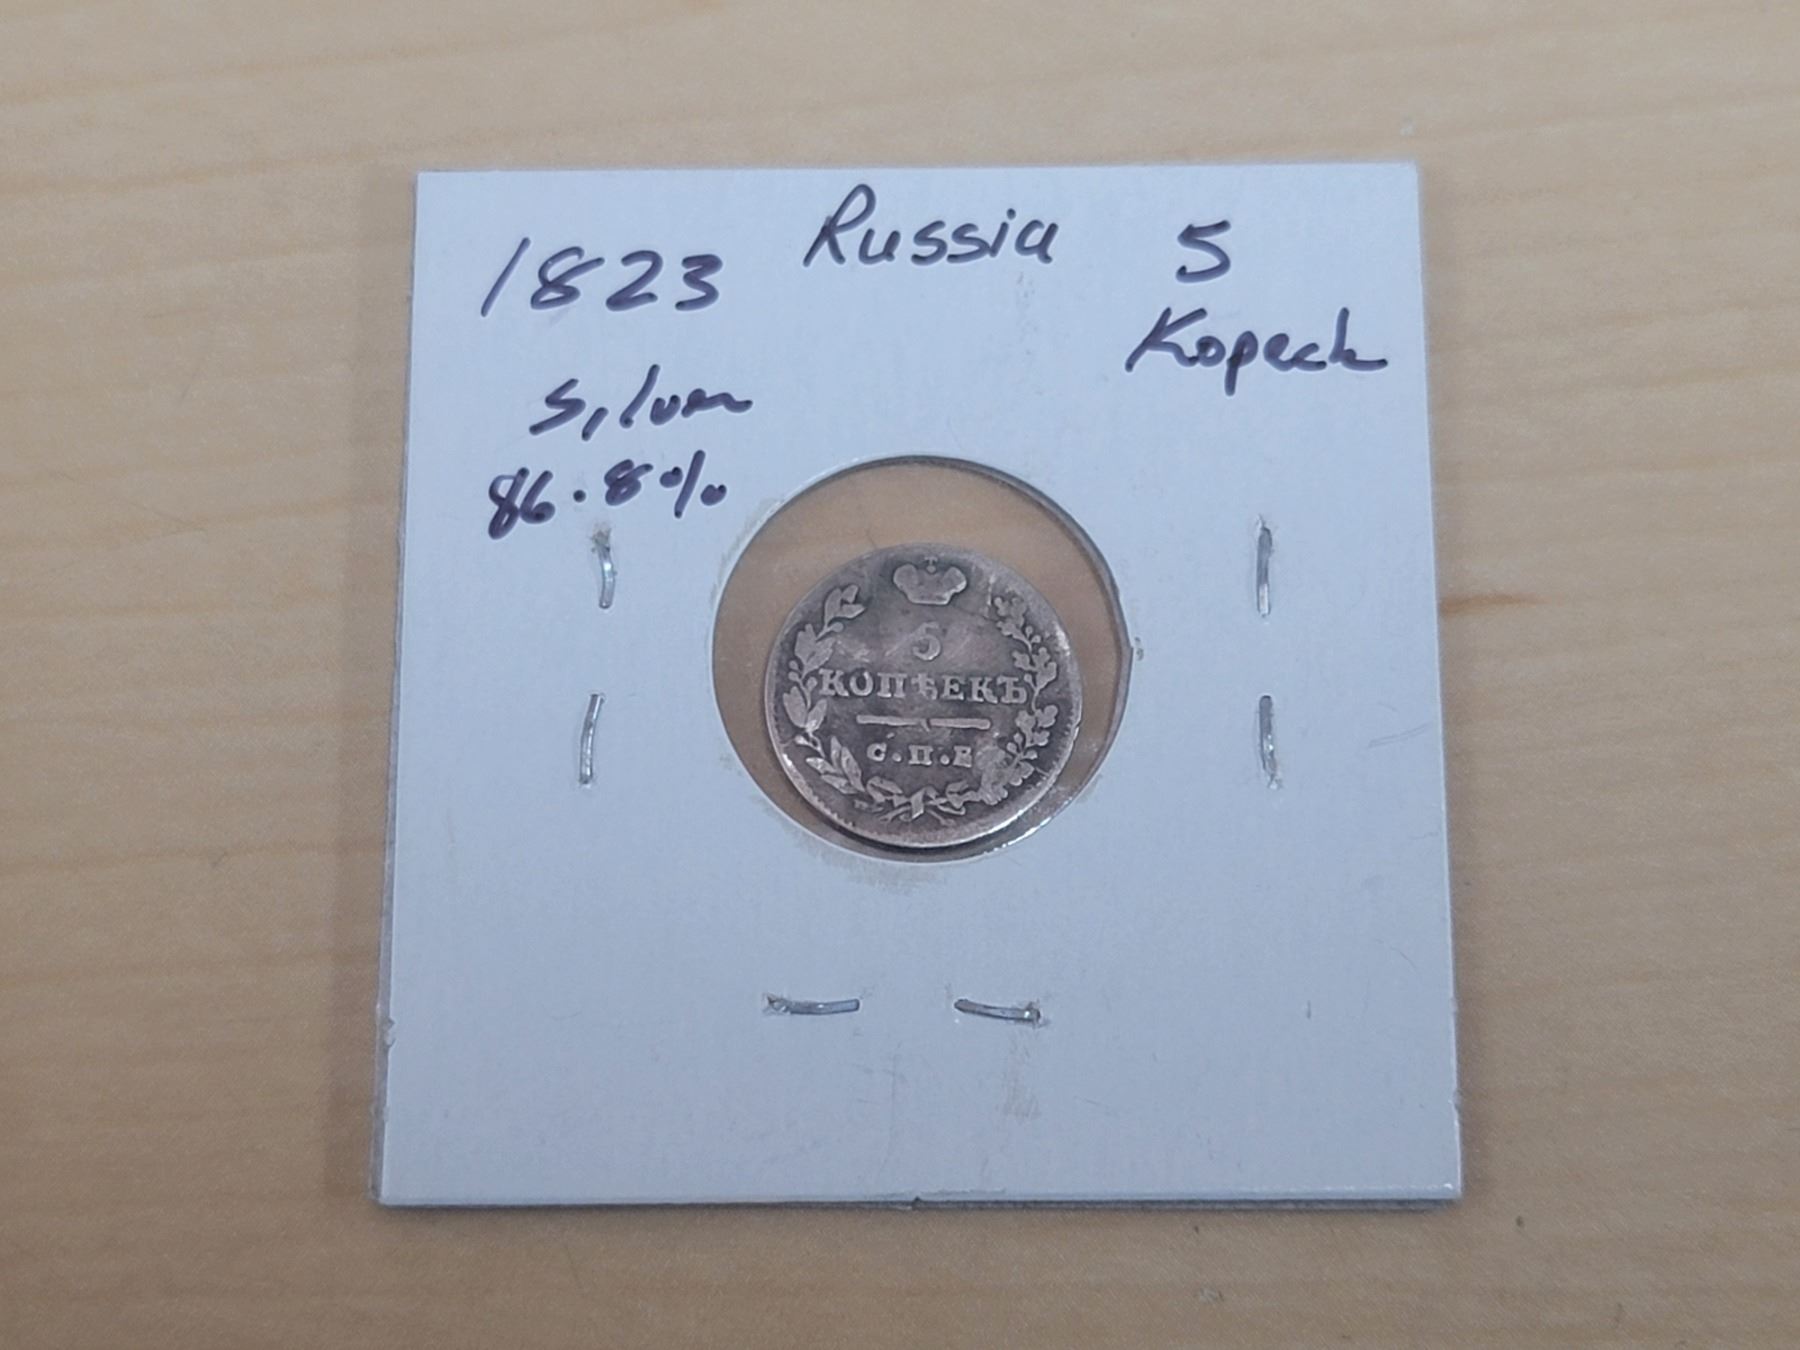 1823 Russia 5
Kopeck
Silver
86.8%
5
КОПѢЕКЪ
С.П.Б